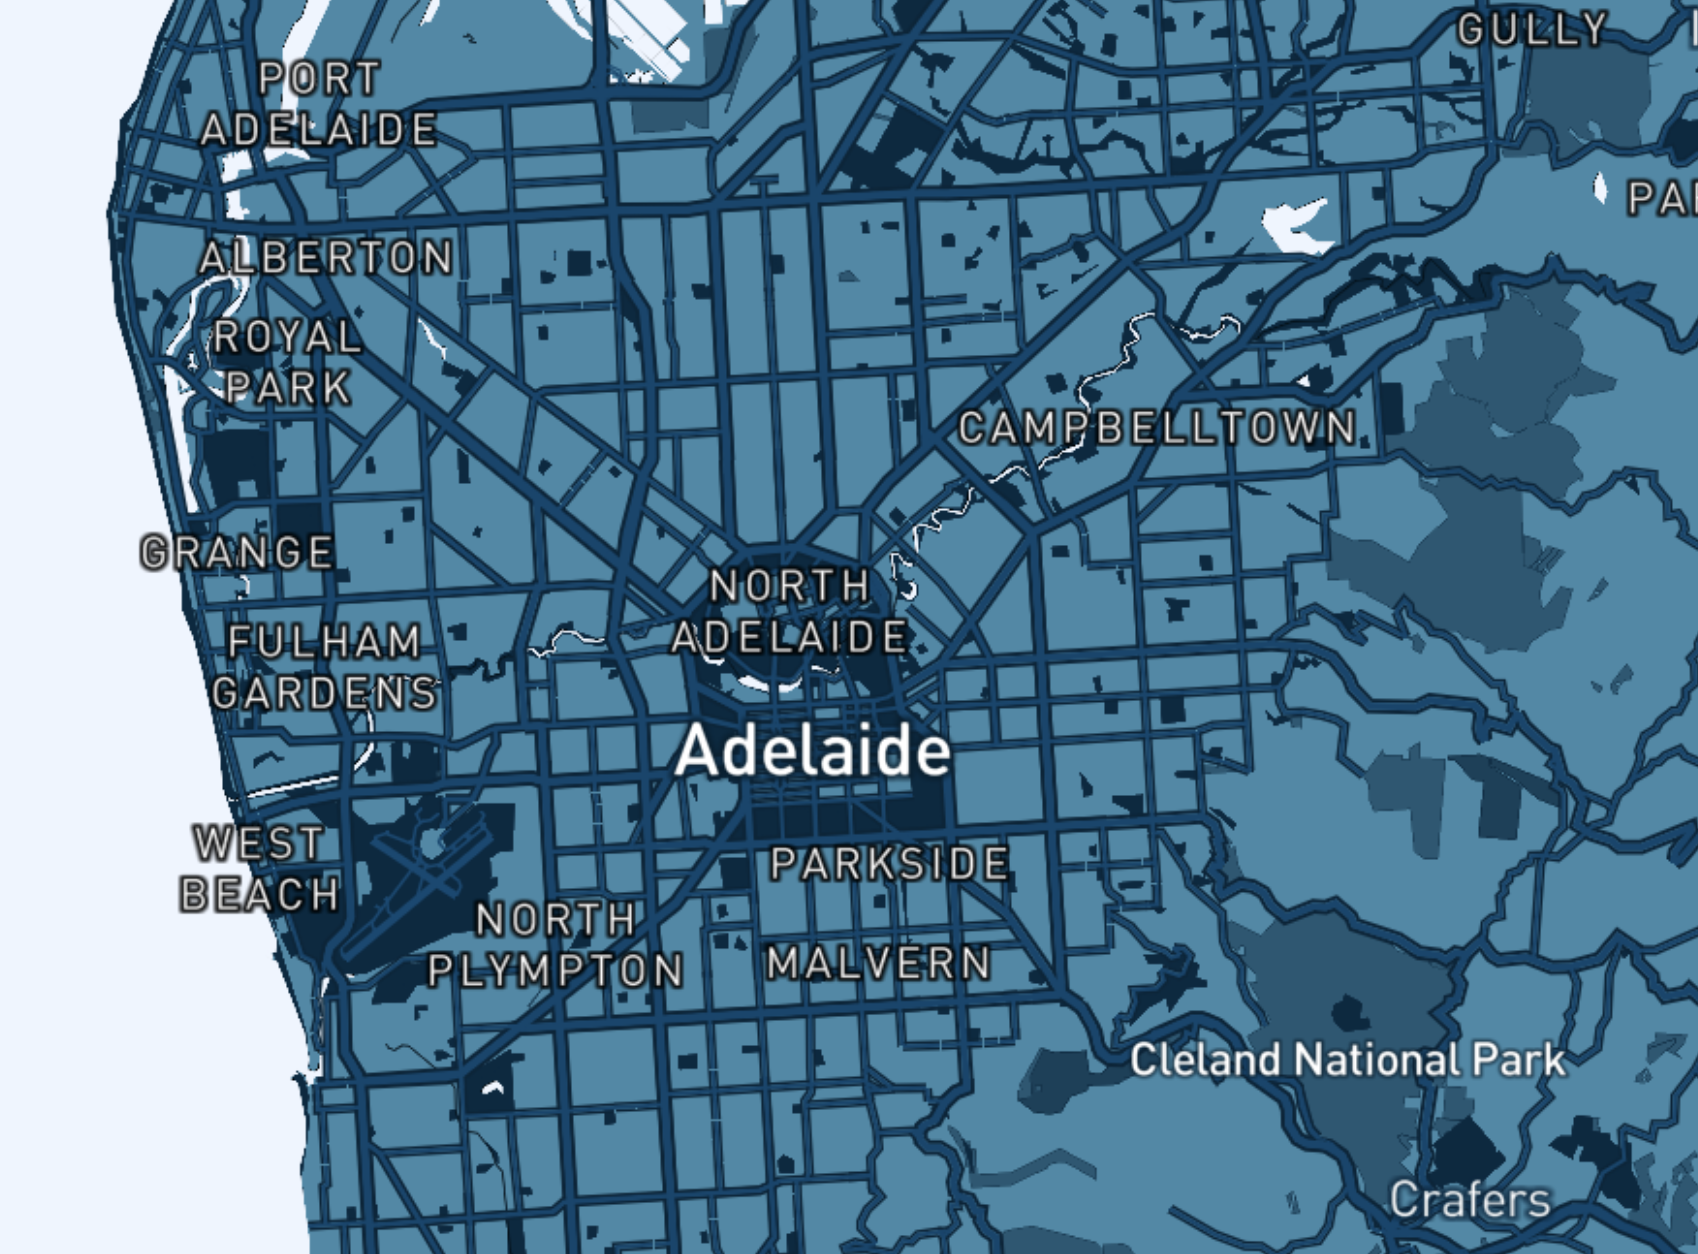 GULLY
PORT
ADELAIDE
ALBERTON
ROYAL
PARK
CAMPBELLTOWN
GRANGE
NORTH
ADELAIDE
FULHAM
GARDENS
Adelaide
WEST
BEACH
PARKSIDE
NORTH
PLYMPTON
MALVERN
Cleland National Park
Crafers